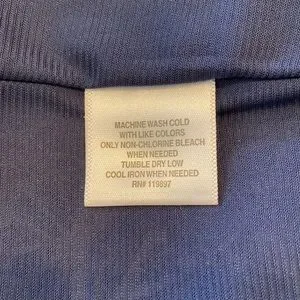 MACHINE WASH COLD
WITH LIKE COLORS
ONLY NON-CHLORINE BLEACH
WHEN NEEDED
TUMBLE DRY LOW
COOL IRON WHEN NEEDED
RN# 119897